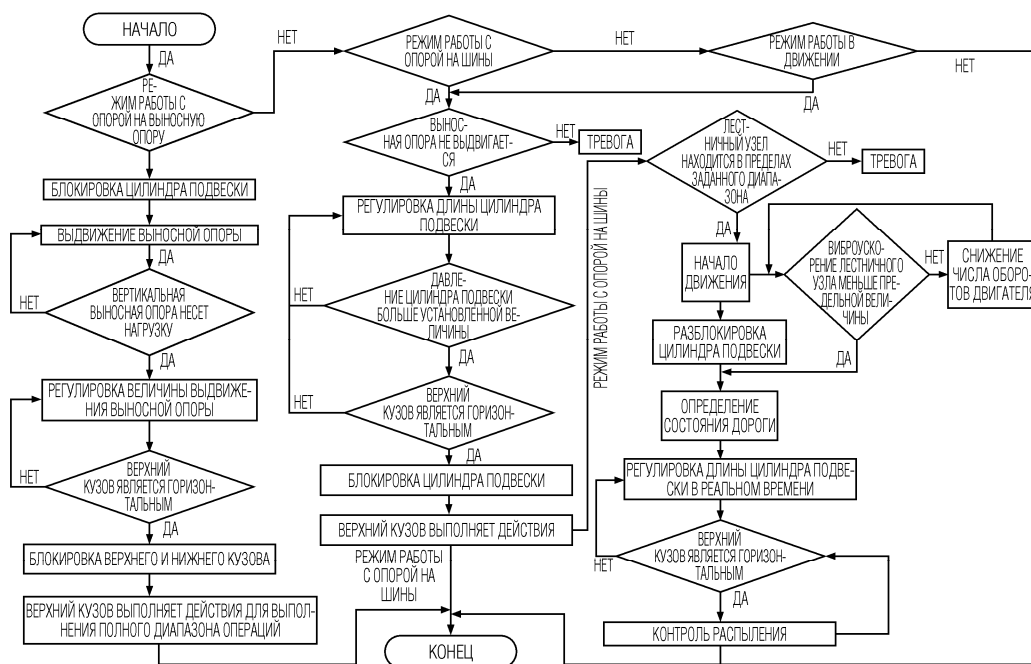 НАЧАЛО
ДА
РЕ-
ЖИМ РАБОТЫ С
ОПОРОЙ НА ВЫНОСНУЮ
ОПОРУ
НЕТ
БЛОКИРОВКА ЦИЛИНДРА ПОДВЕСКИ
ВЫДВИЖЕНИЕ ВЫНОСНОЙ ОПОРЫ
ДА
ВЕРТИКАЛЬНАЯ
ВЫНОСНАЯ ОПОРА НЕСЕТ
НАГРУЗКУ
НЕТ
ДА
РЕГУЛИРОВКА ВЕЛИЧИНЫ ВЫДВИЖЕ-
НИЯ ВЫНОСНОЙ ОПОРЫ
ВЕРХНИЙ
КУЗОВ ЯВЛЯЕТСЯ ГОРИЗОН-
ТАЛЬНЫМ
НЕТ
ДА
БЛОКИРОВКА ВЕРХНЕГО И НИЖНЕГО КУЗОВА
ВЕРХНИЙ КУЗОВ ВЫПОЛНЯЕТ ДЕЙСТВИЯ ДЛЯ ВЫПОЛ-
НЕНИЯ ПОЛНОГО ДИАПАЗОНА ОПЕРАЦИЙ
РЕЖИМ РАБОТЫ С
ОПОРОЙ НА ШИНЫ
НЕТ
ДА
ВЫНОС-
НАЯ ОПОРА НЕ ВЫДВИГАЕТ-
СЯ
НЕТ
ТРЕВОГА
ДА
РЕГУЛИРОВКА ДЛИНЫ ЦИЛИНДРА
ПОДВЕСКИ
ДАВЛЕ-
НИЕ ЦИЛИНДРА ПОДВЕСКИ
БОЛЬШЕ УСТАНОВЛЕННОЙ ВЕ-
ЛИЧИНЫ
НЕТ
ДА
ВЕРХНИЙ
КУЗОВ ЯВЛЯЕТСЯ ГОРИЗОН-
ТАЛЬНЫМ
НЕТ
ДА
БЛОКИРОВКА ЦИЛИНДРА ПОДВЕСКИ
ВЕРХНИЙ КУЗОВ ВЫПОЛНЯЕТ ДЕЙСТВИЯ
РЕЖИМ РАБОТЫ
С ОПОРОЙ НА
ШИНЫ
КОНЕЦ
РЕЖИМ РАБОТЫ С ОПОРОЙ НА ШИНЫ
РЕЖИМ РАБОТЫ В
ДВИЖЕНИИ
НЕТ
ДА
ЛЕСТ-
НИЧНЫЙ УЗЕЛ
НАХОДИТСЯ В ПРЕДЕЛАХ
ЗАДАННОГО ДИАПА-
ЗОНА
НЕТ
ТРЕВОГА
ДА
НАЧАЛО
ДВИЖЕНИЯ
ВИБРОУСКО-
РЕНИЕ ЛЕСТНИЧНОГО
УЗЛА МЕНЬШЕ ПРЕ-
ДЕЛЬНОЙ ВЕЛИ-
ЧИНЫ
НЕТ
СНИЖЕНИЕ
ЧИСЛА ОБОРО-
ТОВ ДВИГАТЕЛЯ
ДА
РАЗБЛОКИРОВКА
ЦИЛИНДРА ПОДВЕСКИ
ОПРЕДЕЛЕНИЕ
СОСТОЯНИЯ ДОРОГИ
РЕГУЛИРОВКА ДЛИНЫ ЦИЛИНДРА ПОДВЕ-
СКИ В РЕАЛЬНОМ ВРЕМЕНИ
ВЕРХНИЙ
КУЗОВ ЯВЛЯЕТСЯ ГОРИЗОН-
ТАЛЬНЫМ
НЕТ
ДА
КОНТРОЛЬ РАСПЫЛЕНИЯ